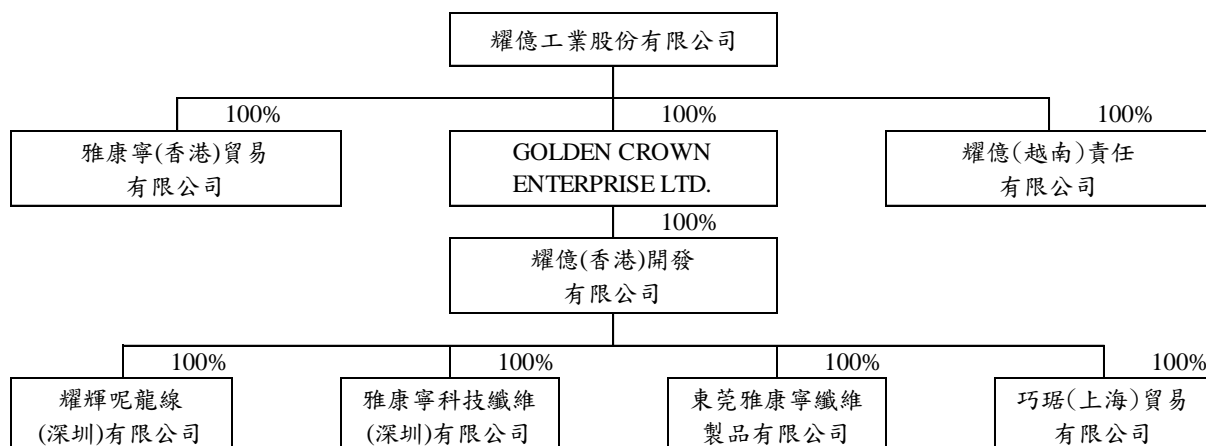 耀億工業股份有限公司
100%
100%
100%
雅康寧(香港)貿易
有限公司
GOLDEN CROWN
ENTERPRISE LTD.
耀億(越南)責任
有限公司
100%
耀億(香港)開發
有限公司
100%
100%
100%
100%
耀輝呢龍線
(深圳)有限公司
雅康寧科技纖維
(深圳)有限公司
東莞雅康寧纖維
製品有限公司
巧琚(上海)貿易
有限公司